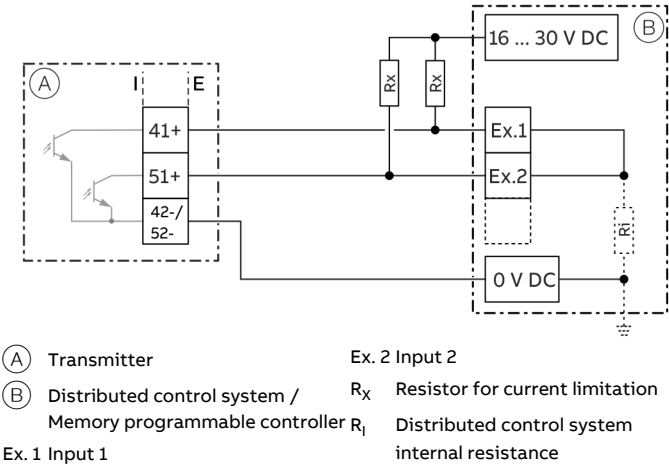 B
16 ... 30 V DC
A
I
E
Rx
Rx
41+
Ex.1
51+
Ex.2
42-/
52-
Ri
0 V DC
A Transmitter
B Distributed control system /
Memory programmable controller
Ex. 1 Input 1
Ex. 2 Input 2
RX Resistor for current limitation
RI Distributed control system
internal resistance